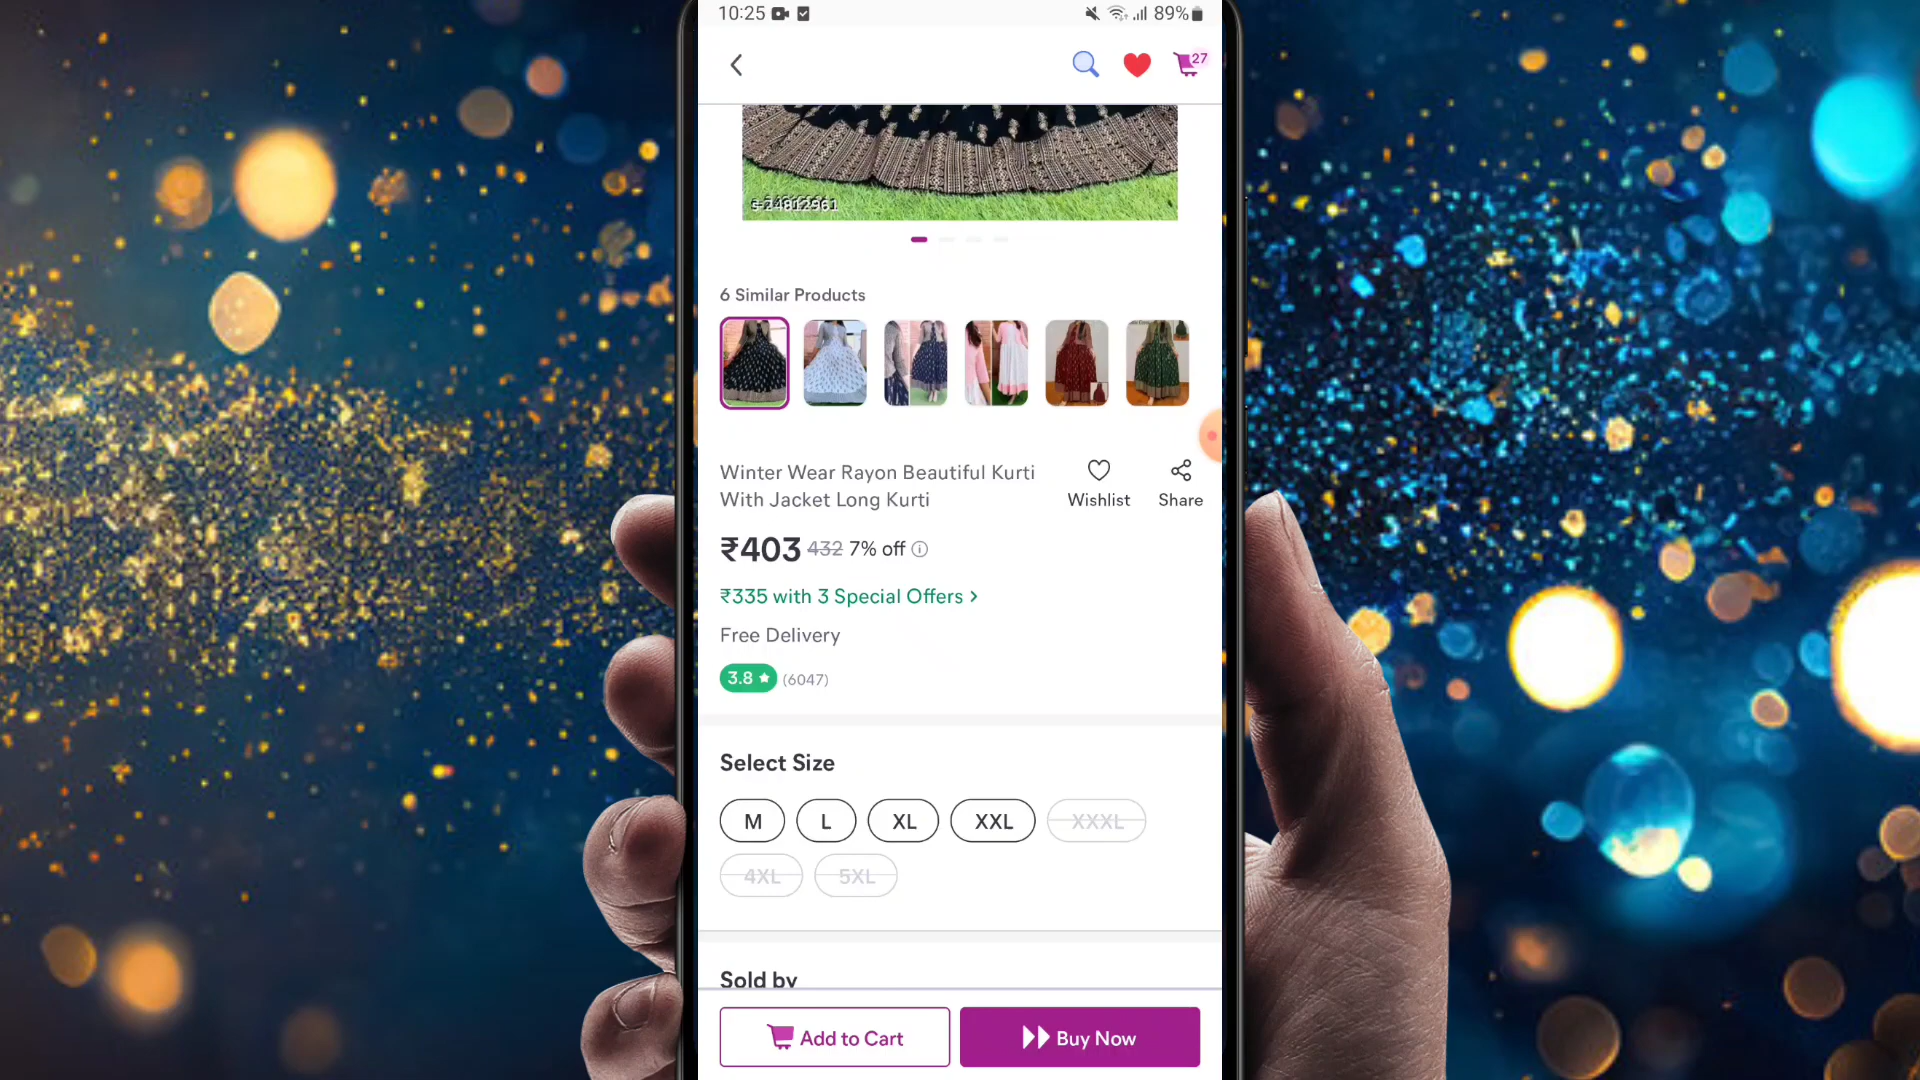 10:25
89%
27
s-24812961
6 Similar Products
Winter Wear Rayon Beautiful Kurti
With Jacket Long Kurti
Wishlist
Share
₹403 432 7% off
₹335 with 3 Special Offers >
Free Delivery
3.8 ★ (6047)
Select Size
M L XL XXL XXXL
4XL 5XL
Sold by
Add to Cart
Buy Now